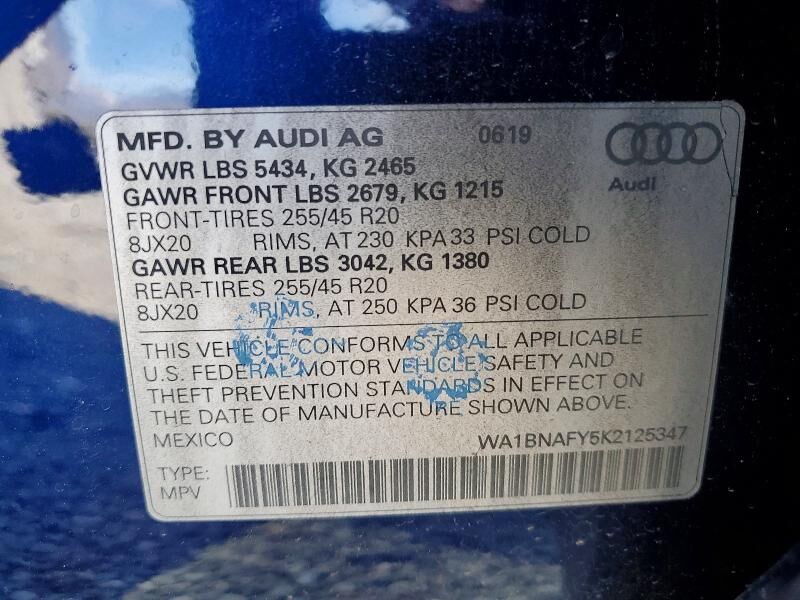 MFD. BY AUDI AG 0619
Audi
GVWR LBS 5434, KG 2465
GAWR FRONT LBS 2679, KG 1215
FRONT-TIRES 255/45 R20
8JX20 RIMS, AT 230 KPA 33 PSI COLD
GAWR REAR LBS 3042, KG 1380
REAR-TIRES 255/45 R20
8JX20 RIMS, AT 250 KPA 36 PSI COLD
THIS VEHICLE CONFORMS TO ALL APPLICABLE
U.S. FEDERAL MOTOR VEHICLE SAFETY AND
THEFT PREVENTION STANDARDS IN EFFECT ON
THE DATE OF MANUFACTURE SHOWN ABOVE.
MEXICO WA1BNAFY5K2125347
TYPE:
MPV